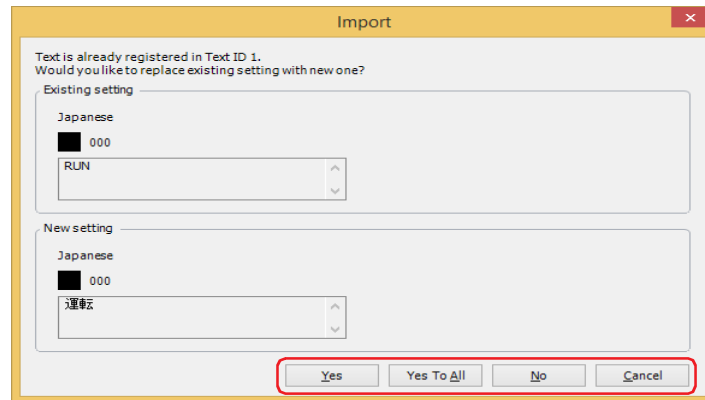 Import
Text is already registered in Text ID 1.
Would you like to replace existing setting with new one?
Existing setting
Japanese
000
RUN
New setting
Japanese
000
運転
Yes Yes To All No Cancel